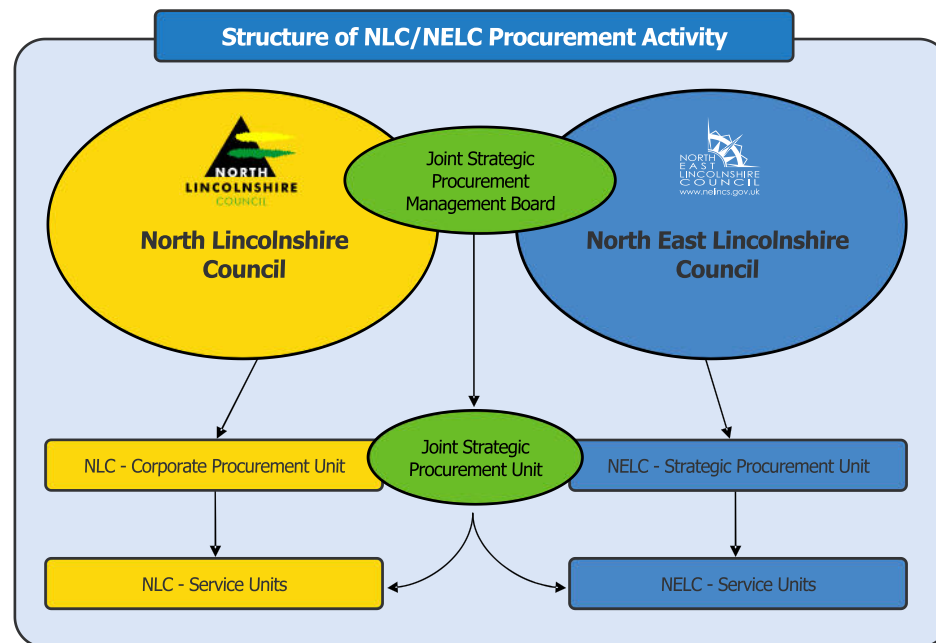 Structure of NLC/NELC Procurement Activity
NORTH
LINCOLNSHIRE
COUNCIL
North Lincolnshire
Council
Joint Strategic
Procurement
Management Board
NORTH
EAST
LINCOLNSHIRE
COUNCIL
www.nelincs.gov.uk
North East Lincolnshire
Council
NLC - Corporate Procurement Unit
Joint Strategic
Procurement Unit
NELC - Strategic Procurement Unit
NLC - Service Units
NELC - Service Units